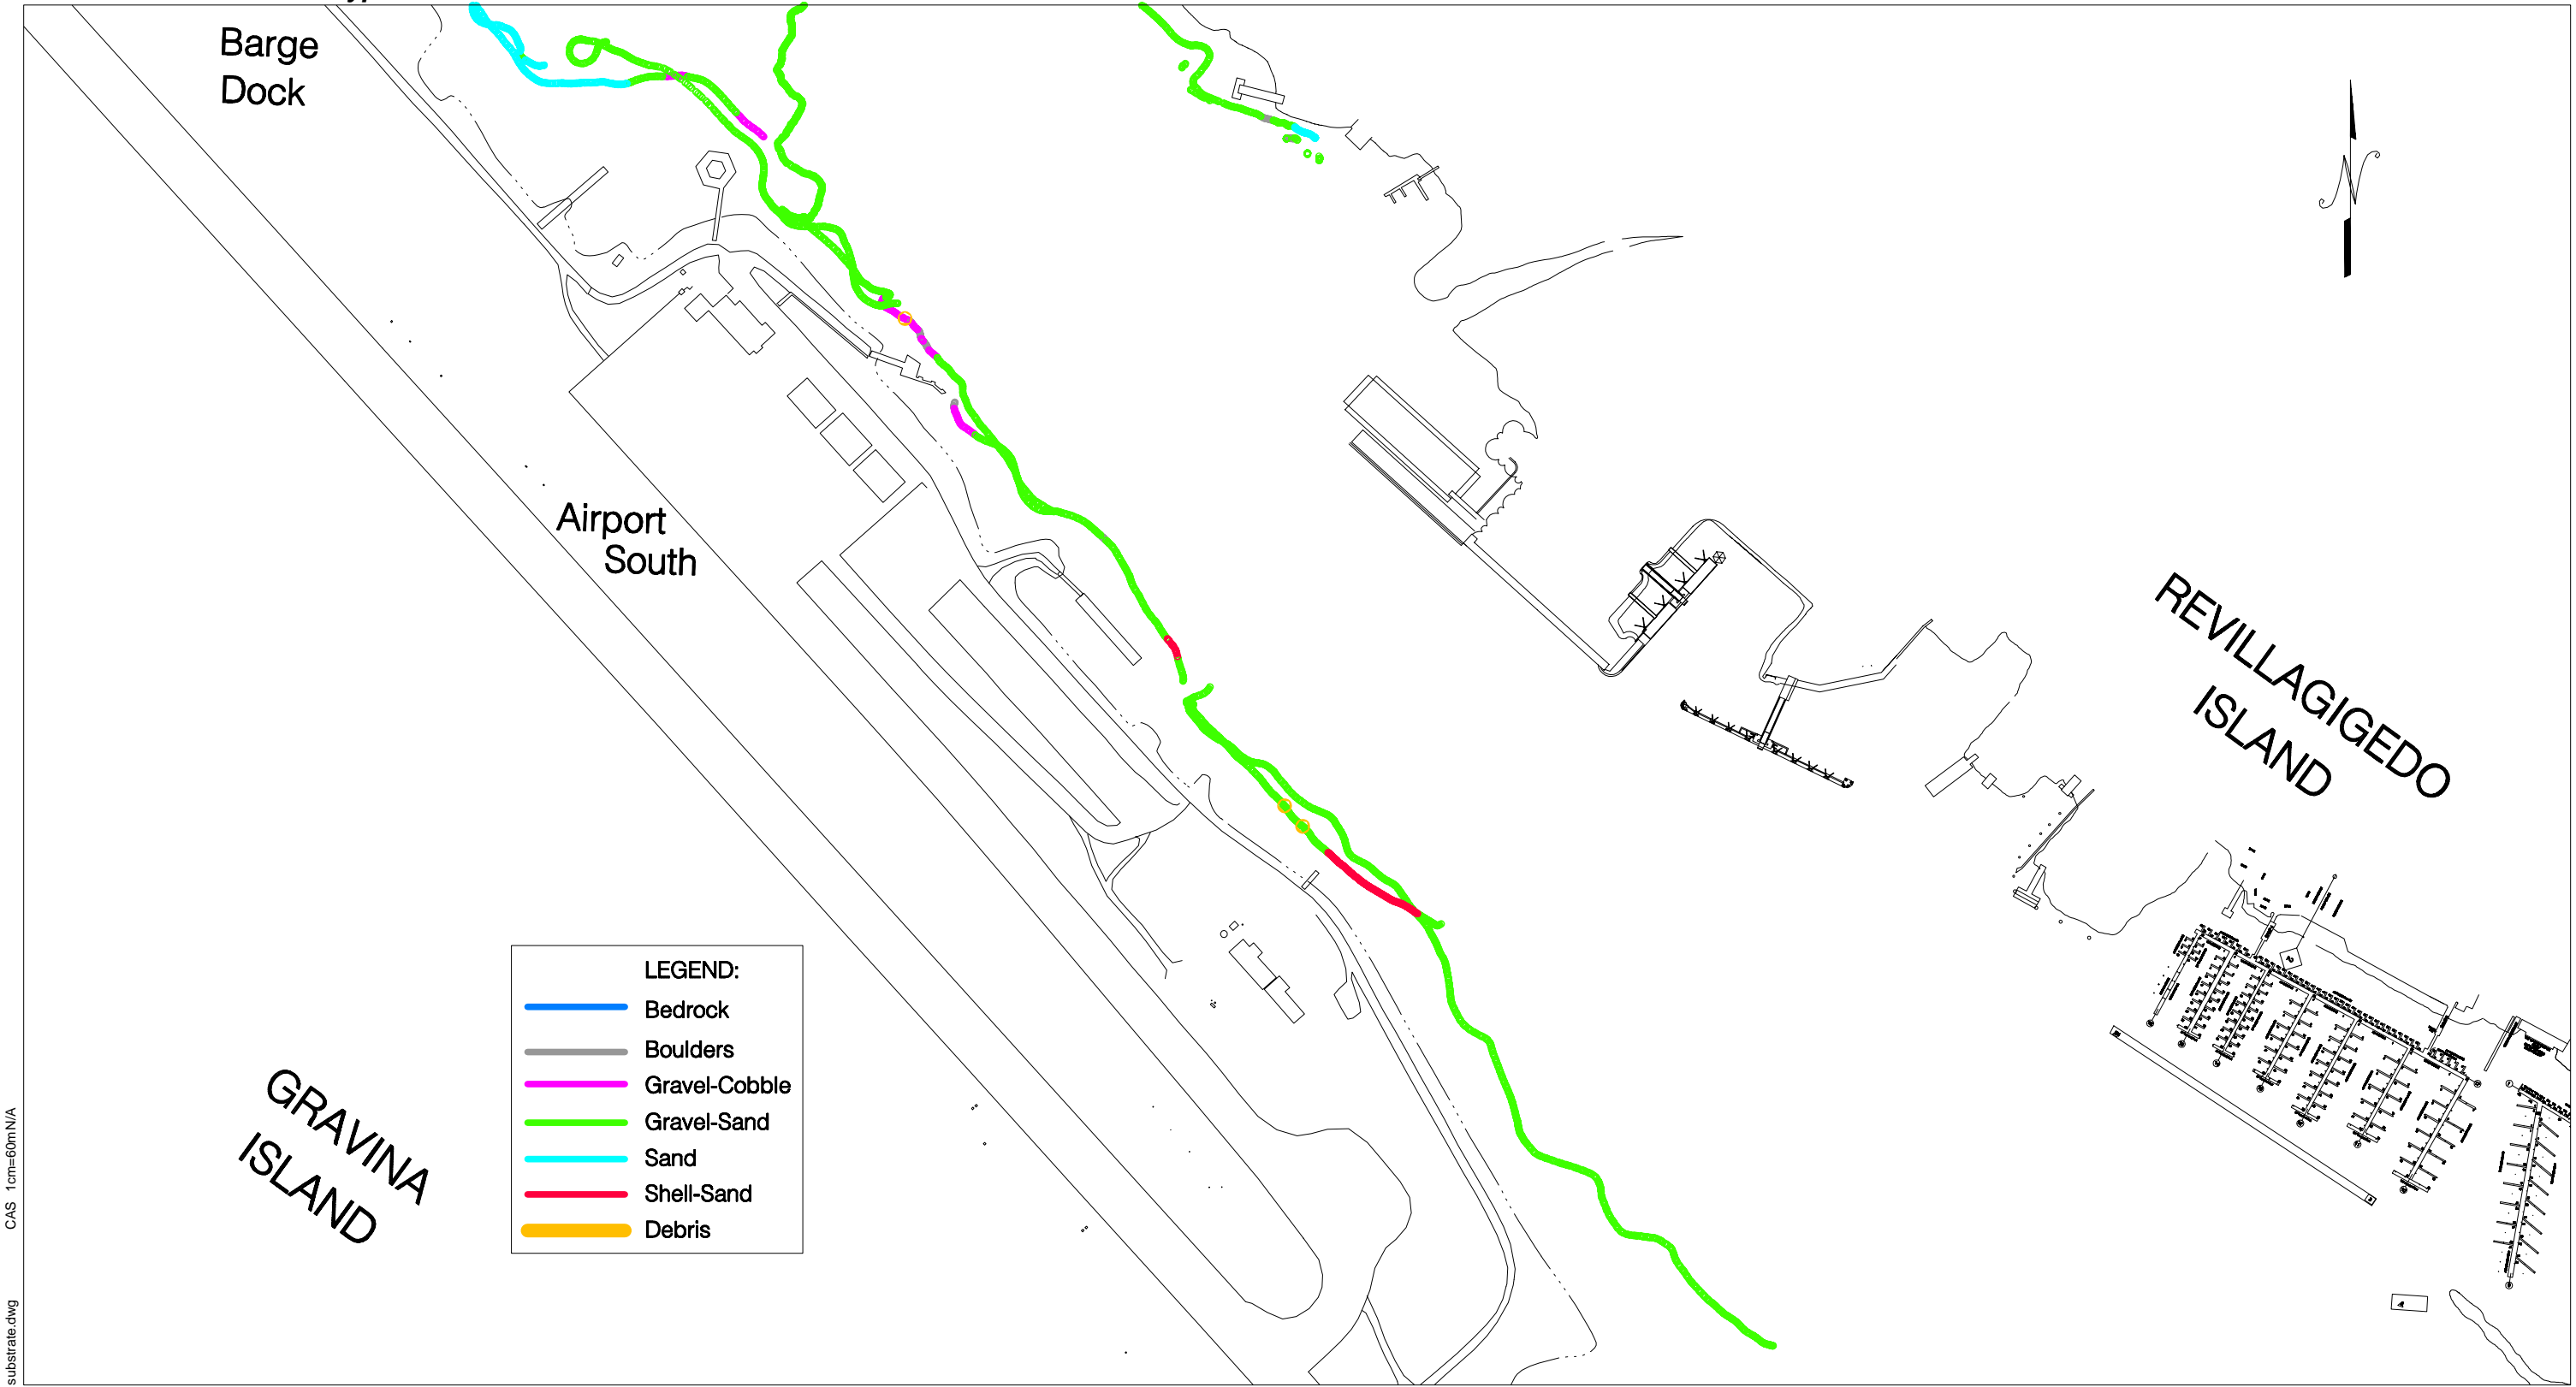 Barge
Dock
N
Airport
South
REVILLAGIGEDO
ISLAND
LEGEND:
Bedrock
Boulders
Gravel-Cobble
Gravel-Sand
Sand
Shell-Sand
Debris
GRAVINA
ISLAND
substrate.dwg CAS 1cm=60mN/A